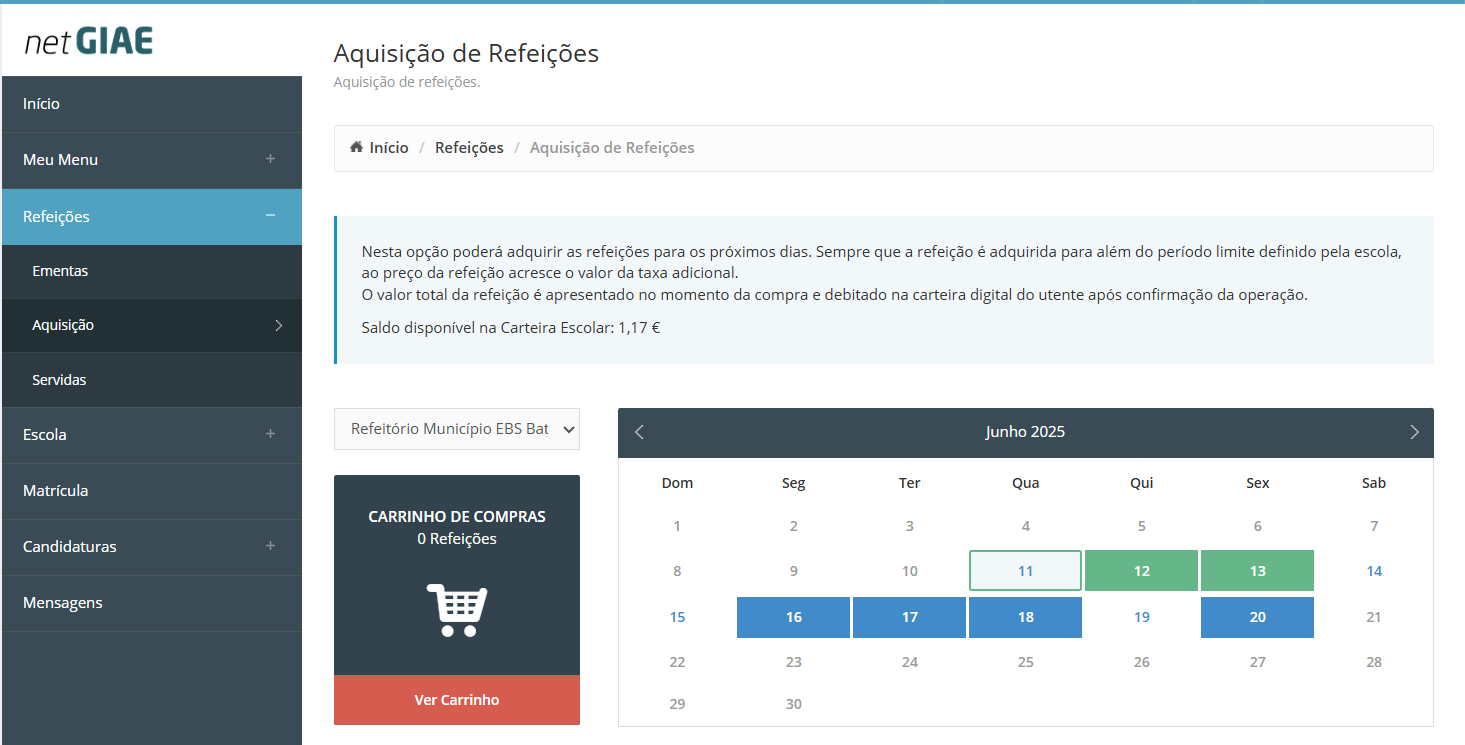 netGIAE
Início
Meu Menu +
Refeições −
Ementas
Aquisição
Servidas
Escola +
Matrícula
Candidaturas +
Mensagens
Aquisição de Refeições
Aquisição de refeições.
Início / Refeições / Aquisição de Refeições
Nesta opção poderá adquirir as refeições para os próximos dias. Sempre que a refeição é adquirida para além do período limite definido pela escola,
ao preço da refeição acresce o valor da taxa adicional.
O valor total da refeição é apresentado no momento da compra e debitado na carteira digital do utente após confirmação da operação.
Saldo disponível na Carteira Escolar: 1,17 €
Refeitório Município EBS Bat
CARRINHO DE COMPRAS
0 Refeições
Ver Carrinho
Junho 2025
Dom Seg Ter Qua Qui Sex Sab
1 2 3 4 5 6 7
8 9 10 11 12 13 14
15 16 17 18 19 20 21
22 23 24 25 26 27 28
29 30